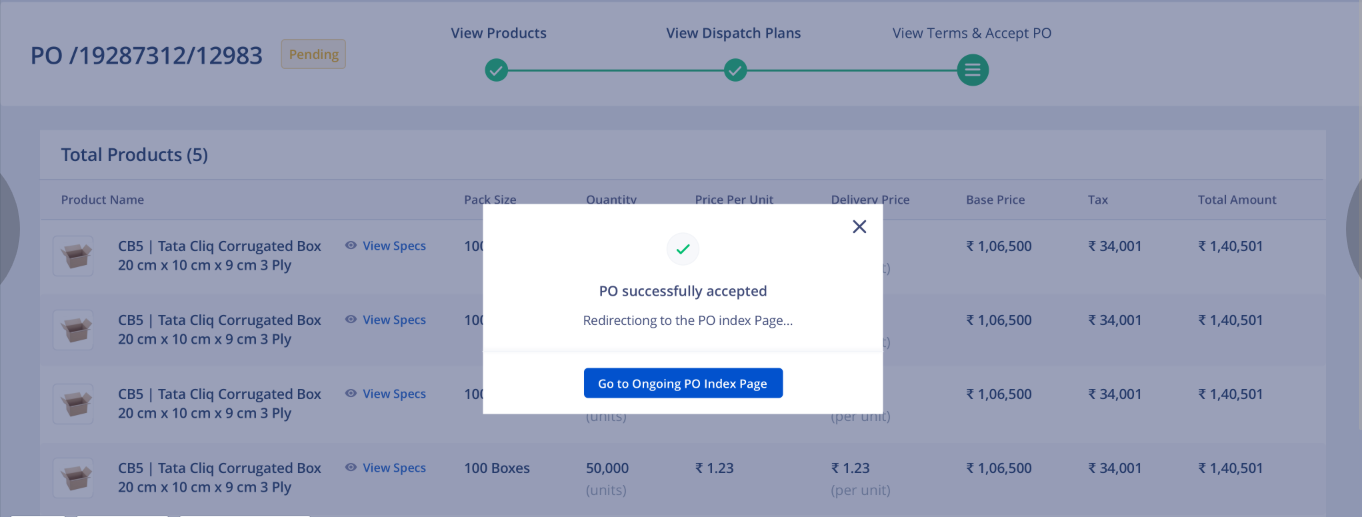 PO /19287312/12983
Pending
View Products
View Dispatch Plans
View Terms & Accept PO
Total Products (5)
Product Name Pack Size Quantity Price Per Unit Delivery Price Base Price Tax Total Amount
CB5 | Tata Cliq Corrugated Box View Specs 100 ₹ 1,06,500 ₹ 34,001 ₹ 1,40,501
20 cm x 10 cm x 9 cm 3 Ply
CB5 | Tata Cliq Corrugated Box View Specs 100 ₹ 1,06,500 ₹ 34,001 ₹ 1,40,501
20 cm x 10 cm x 9 cm 3 Ply
CB5 | Tata Cliq Corrugated Box View Specs 100 ₹ 1,06,500 ₹ 34,001 ₹ 1,40,501
20 cm x 10 cm x 9 cm 3 Ply (units) (per unit)
CB5 | Tata Cliq Corrugated Box View Specs 100 Boxes 50,000 ₹ 1.23 ₹ 1.23 ₹ 1,06,500 ₹ 34,001 ₹ 1,40,501
20 cm x 10 cm x 9 cm 3 Ply (units) (per unit)
PO successfully accepted
Redirectiong to the PO index Page...
Go to Ongoing PO Index Page